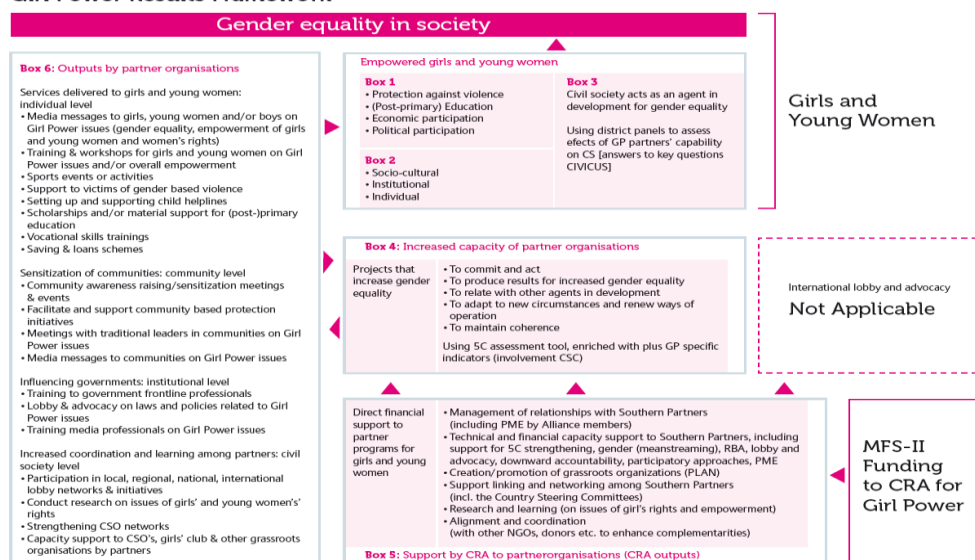 Gender equality in society
Box 6: Outputs by partner organisations
Services delivered to girls and young women:
individual level
• Media messages to girls, young women and/or boys on
Girl Power issues (gender equality, empowerment of girls
and young women and women's rights)
• Training & workshops for girls and young women on Girl
Power issues and/or overall empowerment
• Sports events or activities
• Support to victims of gender based violence
• Setting up and supporting child helplines
• Scholarships and/or material support for (post-)primary
education
• Vocational skills trainings
• Saving & loans schemes
Sensitization of communities: community level
• Community awareness raising/sensitization meetings
& events
• Facilitate and support community based protection
initiatives
• Meetings with traditional leaders in communities on Girl
Power issues
• Media messages to communities on Girl Power issues
Influencing governments: institutional level
• Training to government frontline professionals
• Lobby & advocacy on laws and policies related to Girl
Power issues
• Training media professionals on Girl Power issues
Increased coordination and learning among partners: civil
society level
• Participation in local, regional, national, international
lobby networks & initiatives
• Conduct research on issues of girls' and young women's'
rights
• Strengthening CSO networks
• Capacity support to CSO's, girls' club & other grassroots
organisations by partners
Empowered girls and young women
Box 1
• Protection against violence
• (Post-primary) Education
• Economic participation
• Political participation
Box 2
• Socio-cultural
• Institutional
• Individual
Box 3
Civil society acts as an agent in
development for gender equality
Using district panels to assess
efects of GP partners' capability
on CS [answers to key questions
CIVICUS]
Girls and
Young Women
Box 4: Increased capacity of partner organisations
Projects that
increase gender
equality
• To commit and act
• To produce results for increased gender equality
• To relate with other agents in development
• To adapt to new circumstances and renew ways of
operation
• To maintain coherence
Using 5C assessment tool, enriched with plus GP specific
indicators (involvement CSC)
International lobby and advocacy
Not Applicable
Direct financial
support to
partner
programs for
girls and young
women
• Management of relationships with Southern Partners
(including PME by Alliance members)
• Technical and financial capacity support to Southern Partners, including
support for 5C strengthening, gender (meanstreaming), RBA, lobby and
advocacy, downward accountability, participatory approaches, PME
• Creation/promotion of grassroots organizations (PLAN)
• Support linking and networking among Southern Partners
(incl. the Country Steering Committees)
• Research and learning (on issues of girl's rights and empowerment)
• Alignment and coordination
(with other NGOs, donors etc. to enhance complementarities)
Box 5: Support by CRA to partnerorganisations (CRA outputs)
MFS-II
Funding
to CRA for
Girl Power